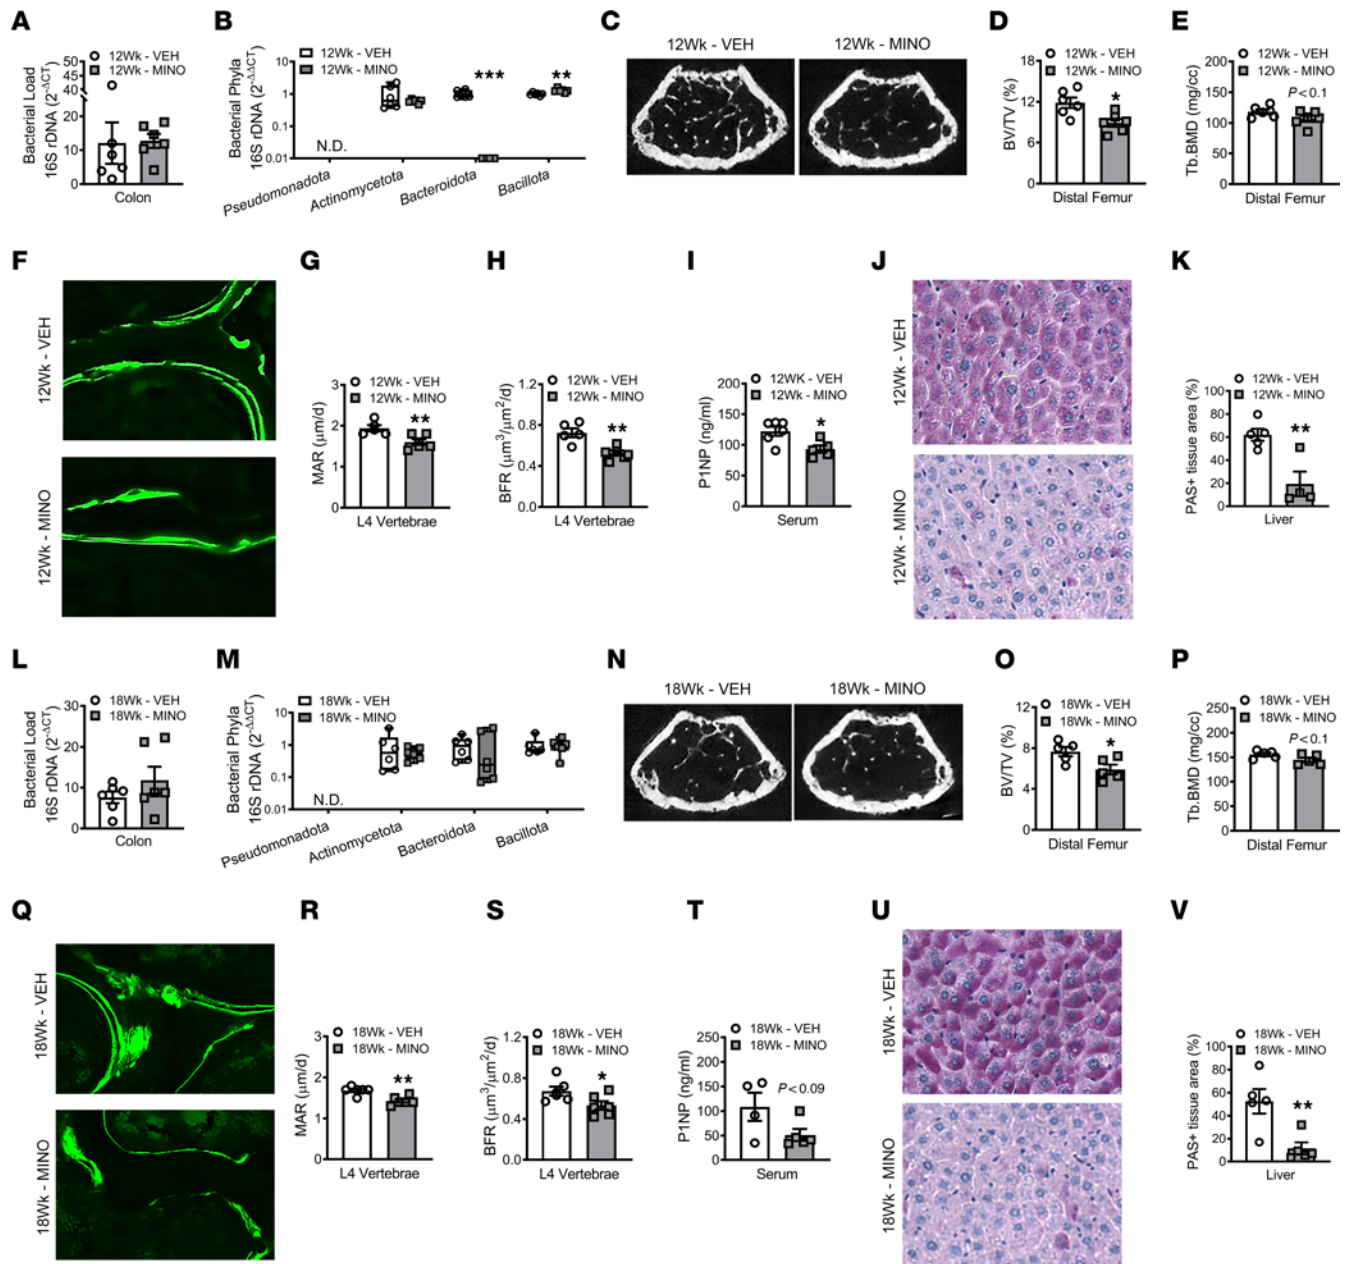 A
12Wk - VEH
12Wk - MINO
Bacterial Load
16S rDNA (2^-ΔCT)
50
45
40
20
10
0
Colon
B
12Wk - VEH
12Wk - MINO
Bacterial Phyla
16S rDNA (2^-ΔΔCT)
10
1
0.1
0.01
N.D.
***
**
Pseudomonadota
Actinomycetota
Bacteroidota
Bacillota
C
12Wk - VEH
12Wk - MINO
D
12Wk - VEH
12Wk - MINO
BV/TV (%)
18
12
6
0
*
Distal Femur
E
12Wk - VEH
12Wk - MINO
Tb.BMD (mg/cc)
200
150
100
50
0
P < 0.1
Distal Femur
F
12Wk - VEH
12Wk - MINO
G
12Wk - VEH
12Wk - MINO
MAR (μm/d)
3
2
1
0
**
L4 Vertebrae
H
12Wk - VEH
12Wk - MINO
BFR (μm³/μm²/d)
1.2
0.8
0.4
0.0
**
L4 Vertebrae
I
12WK - VEH
12Wk - MINO
P1NP (ng/ml)
200
150
100
50
0
*
Serum
J
12Wk - VEH
12Wk - MINO
K
12Wk - VEH
12Wk - MINO
PAS+ tissue area (%)
100
80
60
40
20
0
**
Liver
L
18Wk - VEH
18Wk - MINO
Bacterial Load
16S rDNA (2^-ΔCT)
30
20
10
0
Colon
M
18Wk - VEH
18Wk - MINO
Bacterial Phyla
16S rDNA (2^-ΔΔCT)
10
1
0.1
0.01
N.D.
Pseudomonadota
Actinomycetota
Bacteroidota
Bacillota
N
18Wk - VEH
18Wk - MINO
O
18Wk - VEH
18Wk - MINO
BV/TV (%)
12
8
4
0
*
Distal Femur
P
18Wk - VEH
18Wk - MINO
Tb.BMD (mg/cc)
250
200
150
100
50
0
P < 0.1
Distal Femur
Q
18Wk - VEH
18Wk - MINO
R
18Wk - VEH
18Wk - MINO
MAR (μm/d)
3
2
1
0
**
L4 Vertebrae
S
18Wk - VEH
18Wk - MINO
BFR (μm³/μm²/d)
1.2
0.8
0.4
0.0
*
L4 Vertebrae
T
18Wk - VEH
18Wk - MINO
P1NP (ng/ml)
250
200
150
100
50
0
P < 0.09
Serum
U
18Wk - VEH
18Wk - MINO
V
18Wk - VEH
18Wk - MINO
PAS+ tissue area (%)
100
80
60
40
20
0
**
Liver